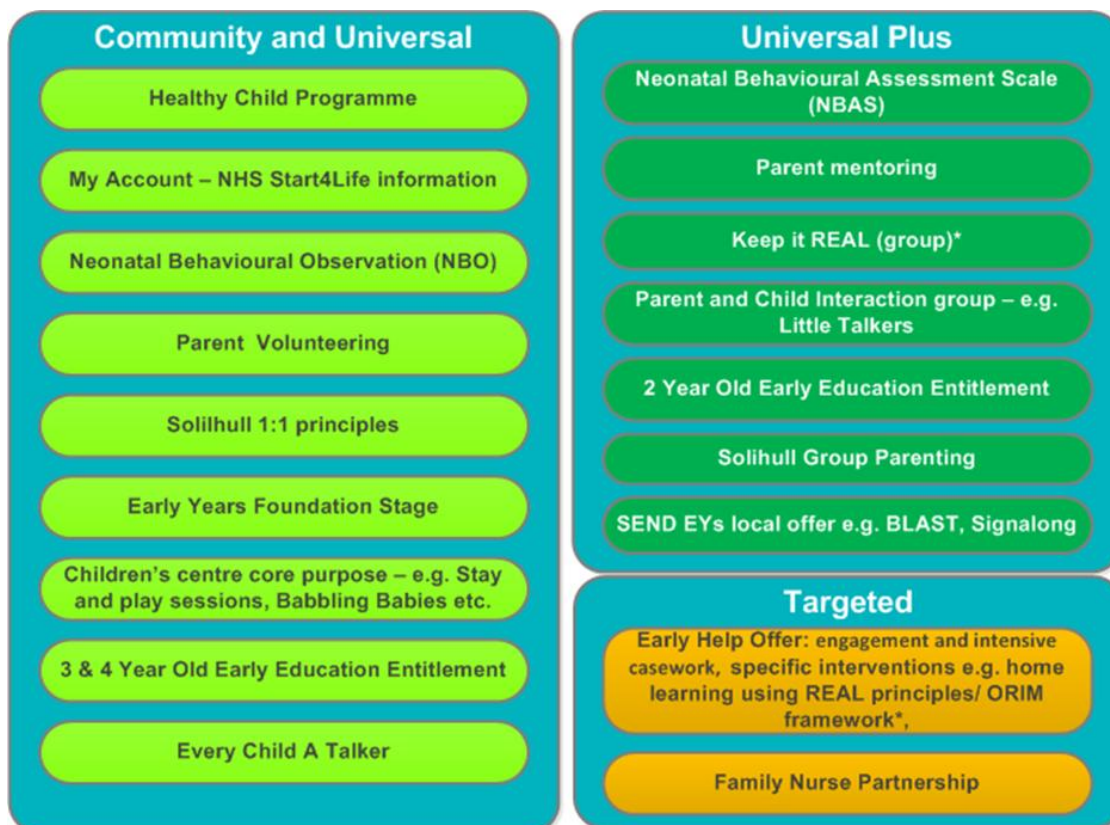 Community and Universal
Healthy Child Programme
My Account – NHS Start4Life information
Neonatal Behavioural Observation (NBO)
Parent Volunteering
Solilhull 1:1 principles
Early Years Foundation Stage
Children’s centre core purpose – e.g. Stay
and play sessions, Babbling Babies etc.
3 & 4 Year Old Early Education Entitlement
Every Child A Talker
Universal Plus
Neonatal Behavioural Assessment Scale
(NBAS)
Parent mentoring
Keep it REAL (group)*
Parent and Child Interaction group – e.g.
Little Talkers
2 Year Old Early Education Entitlement
Solihull Group Parenting
SEND EYs local offer e.g. BLAST, Signalong
Targeted
Early Help Offer: engagement and intensive
casework, specific interventions e.g. home
learning using REAL principles/ ORIM
framework*,
Family Nurse Partnership